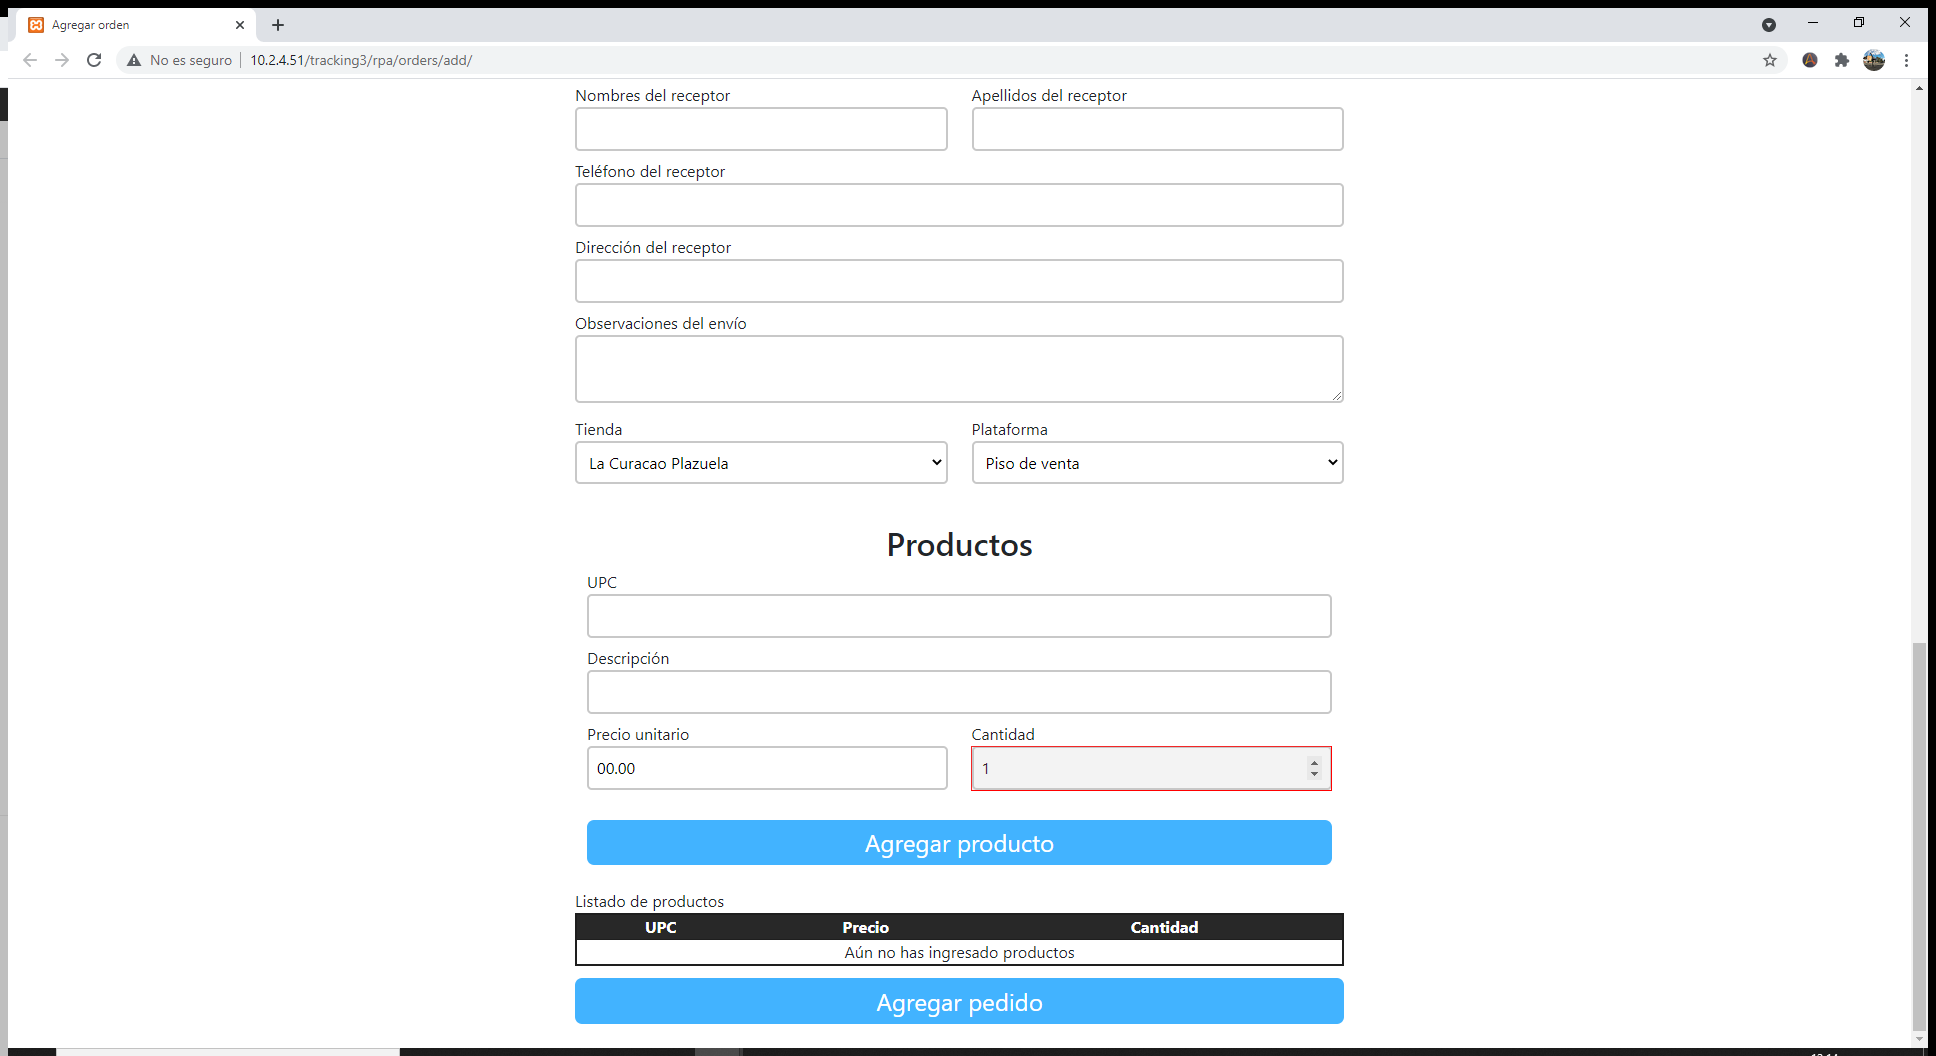 Agregar orden
No es seguro 10.2.4.51/tracking3/rpa/orders/add/
Nombres del receptor Apellidos del receptor
Teléfono del receptor
Dirección del receptor
Observaciones del envío
Tienda Plataforma
La Curacao Plazuela Piso de venta
Productos
UPC
Descripción
Precio unitario Cantidad
00.00 1
Agregar producto
Listado de productos
UPC Precio Cantidad
Aún no has ingresado productos
Agregar pedido